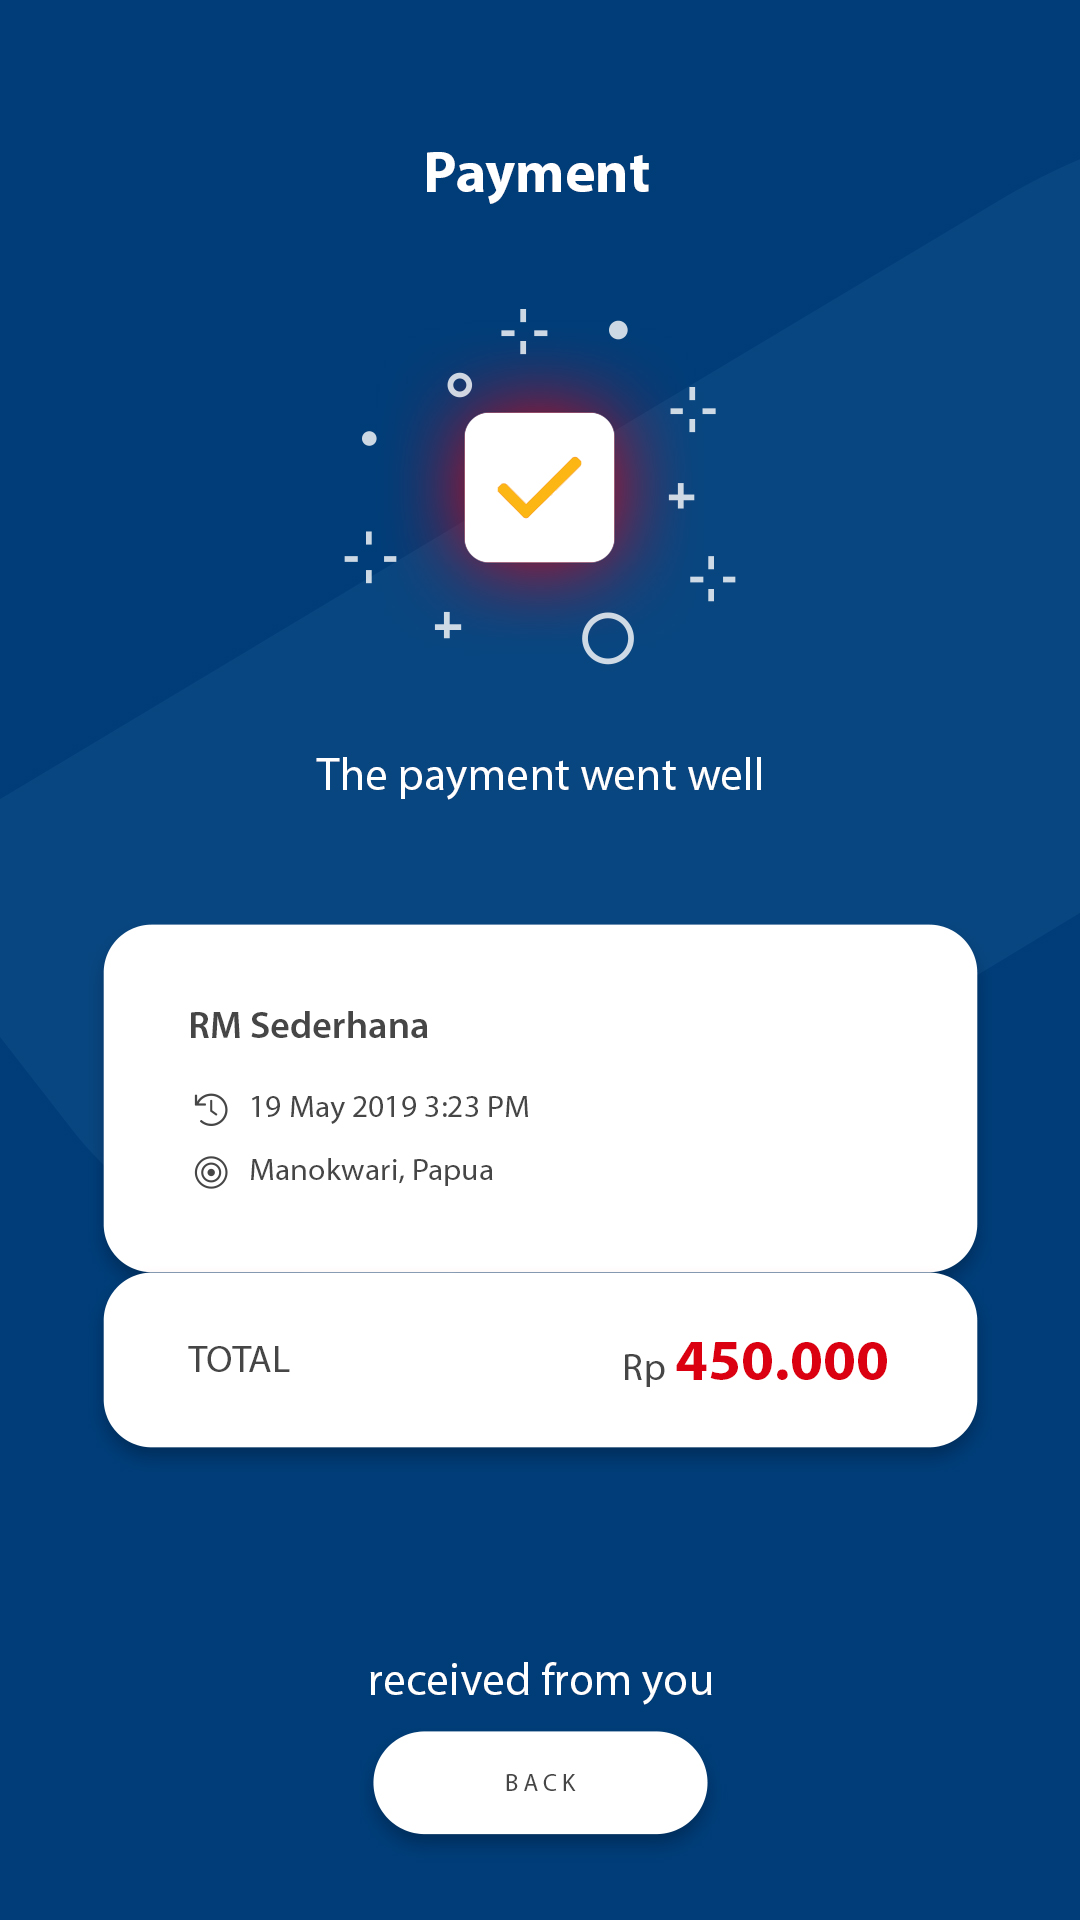 Payment
The payment went well
RM Sederhana
19 May 2019 3:23 PM
Manokwari, Papua
TOTAL
Rp 450.000
received from you
BACK